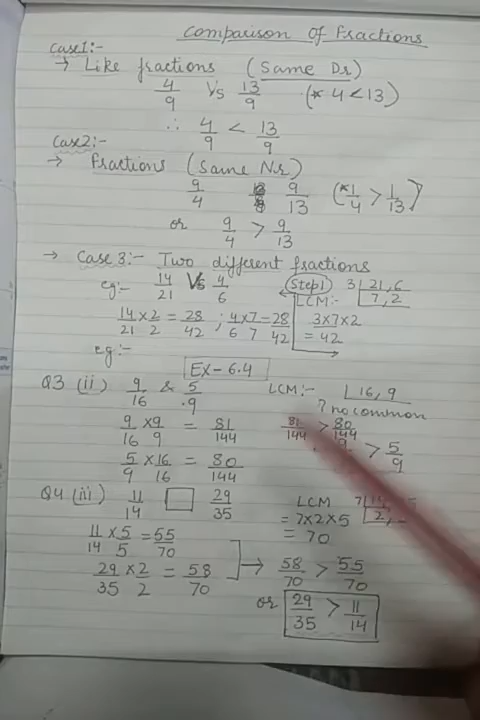 Comparison Of Fractions
Case1:-
→ Like fractions (Same Dr)
4/9 Vs 13/9 (* 4 < 13)
∴ 4/9 < 13/9
Case2:-
→ Fractions (Same Nr)
9/4 9/13 (* 1/4 > 1/13)
or 9/4 > 9/13
→ Case 3:- Two different fractions
eg:- 14/21 Vs 4/6 Step1 3 | 21, 6
LCM:- 7, 2
14/21 × 2/2 = 28/42 ; 4/6 × 7/7 = 28/42 3×7×2
= 42
eg:-
EX-6.4
Q3 (ii) 9/16 & 5/9 LCM:- 16, 9
? no common
9/16 × 9/9 = 81/144 81/144 > 80/144
> 5/9
5/9 × 16/16 = 80/144
Q4 (iii) 11/14 □ 29/35 LCM 7
= 7×2×5 2,
= 70
11/14 × 5/5 = 55/70
29/35 × 2/2 = 58/70 → 58/70 > 55/70
or 29/35 > 11/14